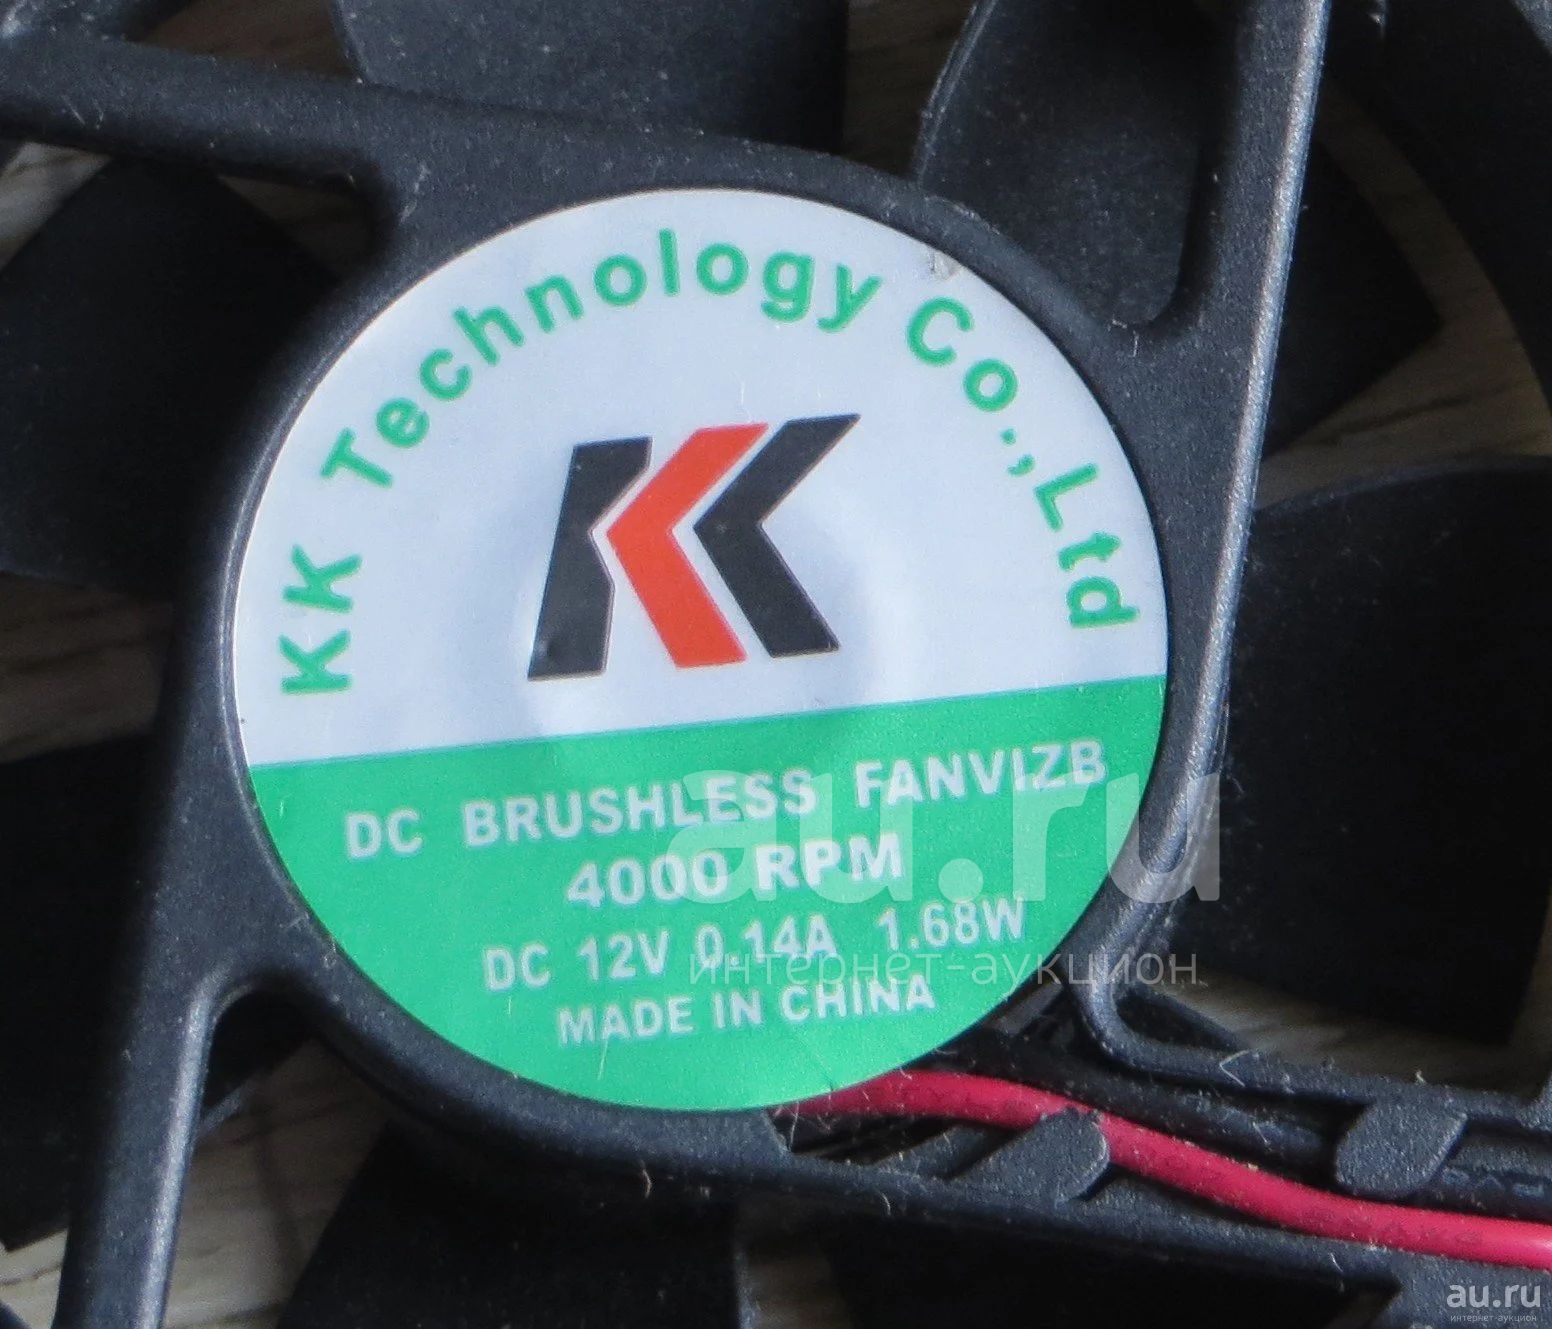 KK Technology Co.,Ltd
KK
DC BRUSHLESS FANVIZB
4000 RPM
DC 12V 0.14A 1.68W
MADE IN CHINA
au.ru
интернет-аукцион
au.ru
интернет-аукцион